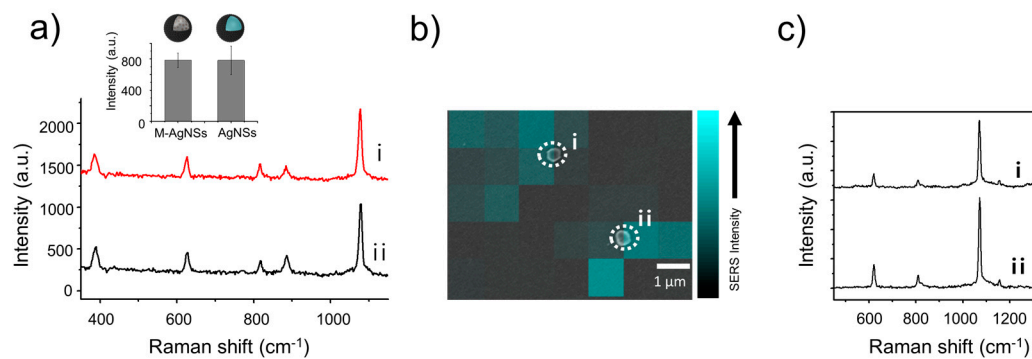 a)
Intensity (a.u.)
800
400
0
M-AgNSs AgNSs
Intensity (a.u.)
2000
1500
1000
500
0
i
ii
400 600 800 1000
Raman shift (cm⁻¹)
b)
i
ii
1 μm
SERS Intensity
c)
Intensity (a.u.)
i
ii
600 800 1000 1200
Raman shift (cm⁻¹)